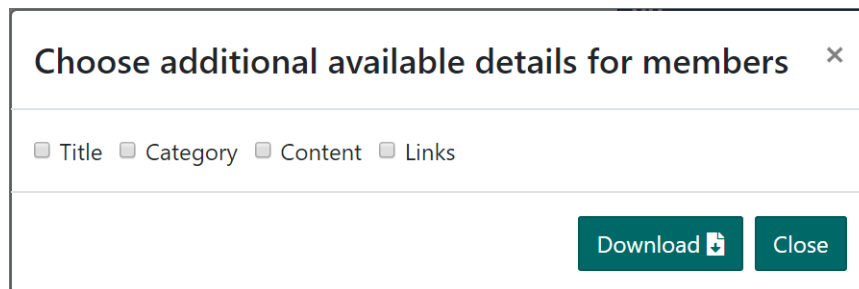 Choose additional available details for members ×
Title Category Content Links
Download Close